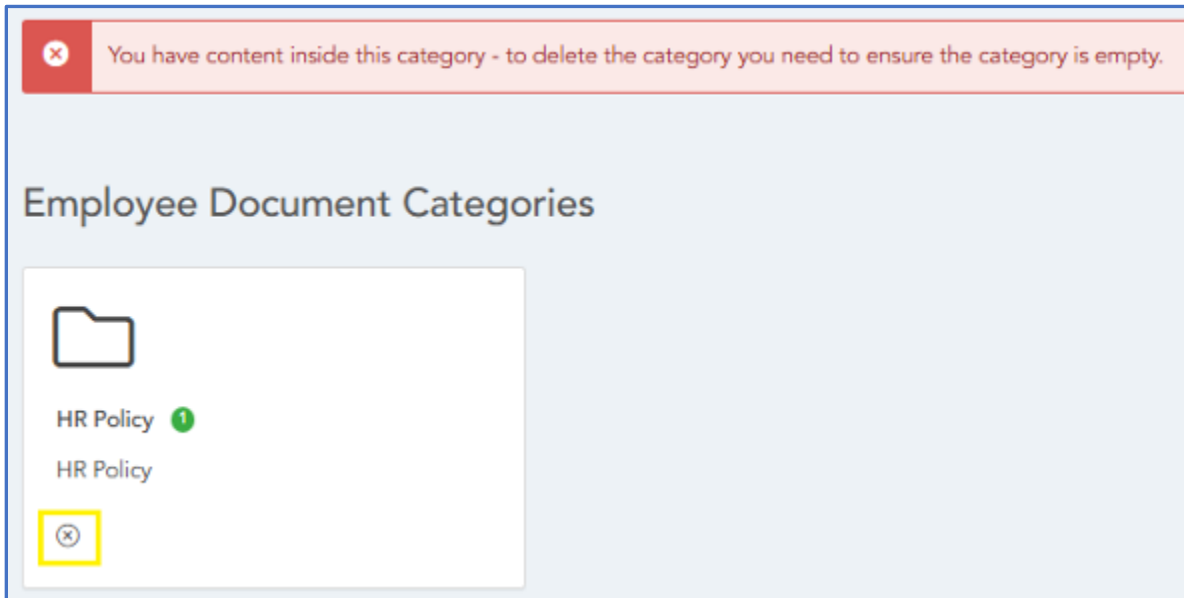 You have content inside this category - to delete the category you need to ensure the category is empty.
Employee Document Categories
HR Policy 1
HR Policy